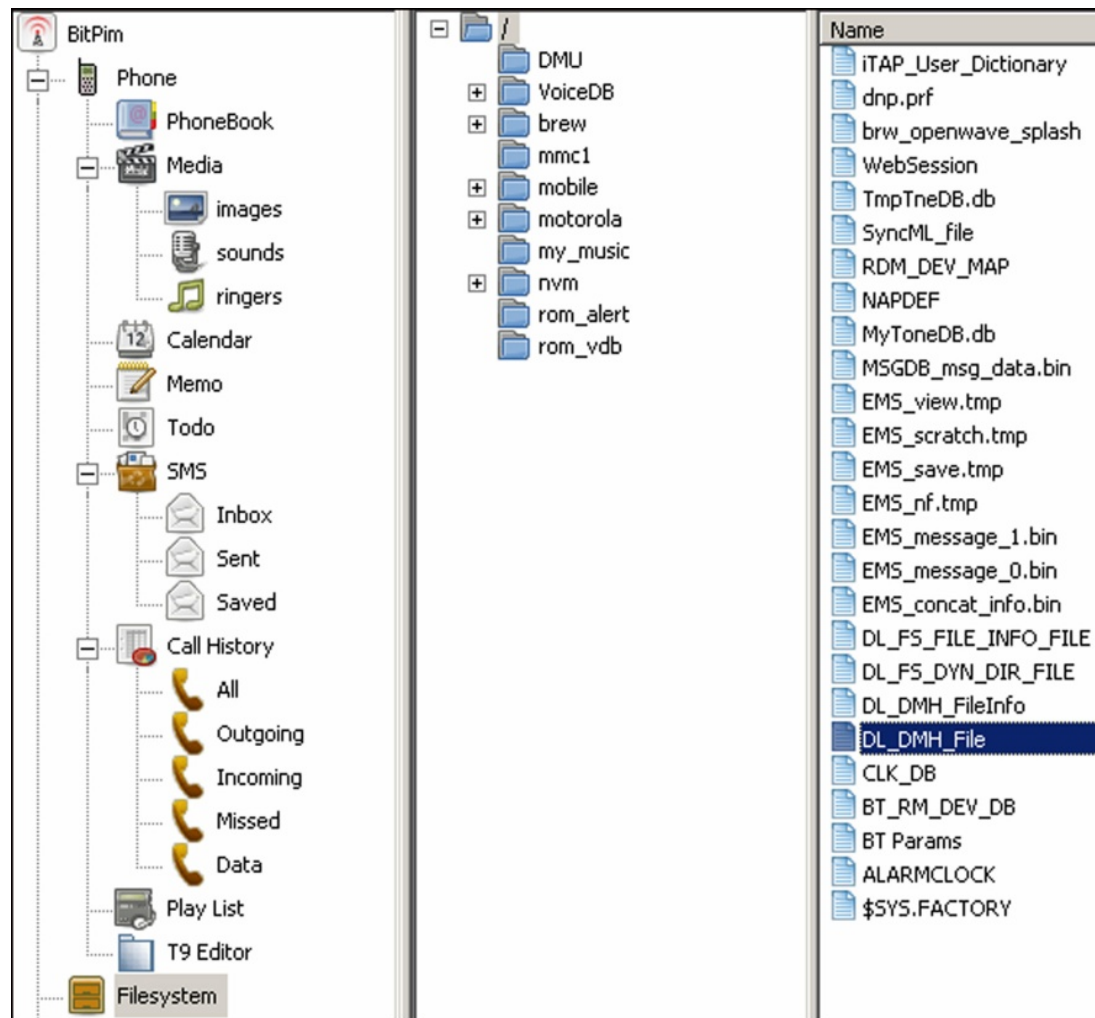 BitPim
Phone
PhoneBook
Media
images
sounds
ringers
Calendar
12
Memo
Todo
SMS
Inbox
Sent
Saved
Call History
All
Outgoing
Incoming
Missed
Data
Play List
T9 Editor
Filesystem
/
DMU
VoiceDB
brew
mmc1
mobile
motorola
my_music
nvm
rom_alert
rom_vdb
Name
iTAP_User_Dictionary
dnp.prf
brw_openwave_splash
WebSession
TmpTneDB.db
SyncML_file
RDM_DEV_MAP
NAPDEF
MyToneDB.db
MSGDB_msg_data.bin
EMS_view.tmp
EMS_scratch.tmp
EMS_save.tmp
EMS_nf.tmp
EMS_message_1.bin
EMS_message_0.bin
EMS_concat_info.bin
DL_FS_FILE_INFO_FILE
DL_FS_DYN_DIR_FILE
DL_DMH_FileInfo
DL_DMH_File
CLK_DB
BT_RM_DEV_DB
BT Params
ALARMCLOCK
$SYS.FACTORY